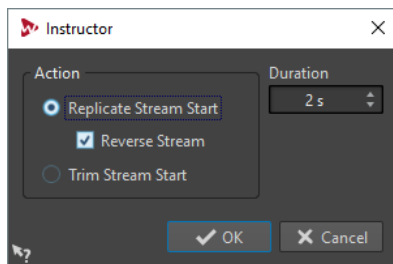 Instructor
Action
Duration
Replicate Stream Start
2 s
Reverse Stream
Trim Stream Start
OK
Cancel
?